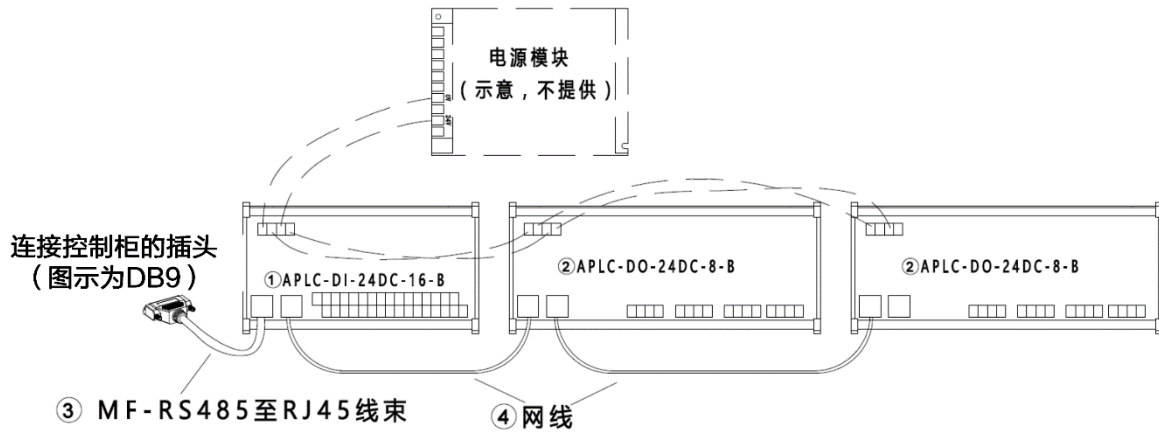 电源模块
（示意，不提供）
0V
24V
连接控制柜的插头
（图示为DB9）
①APLC-DI-24DC-16-B
②APLC-DO-24DC-8-B
②APLC-DO-24DC-8-B
③ MF-RS485至RJ45线束
④网线